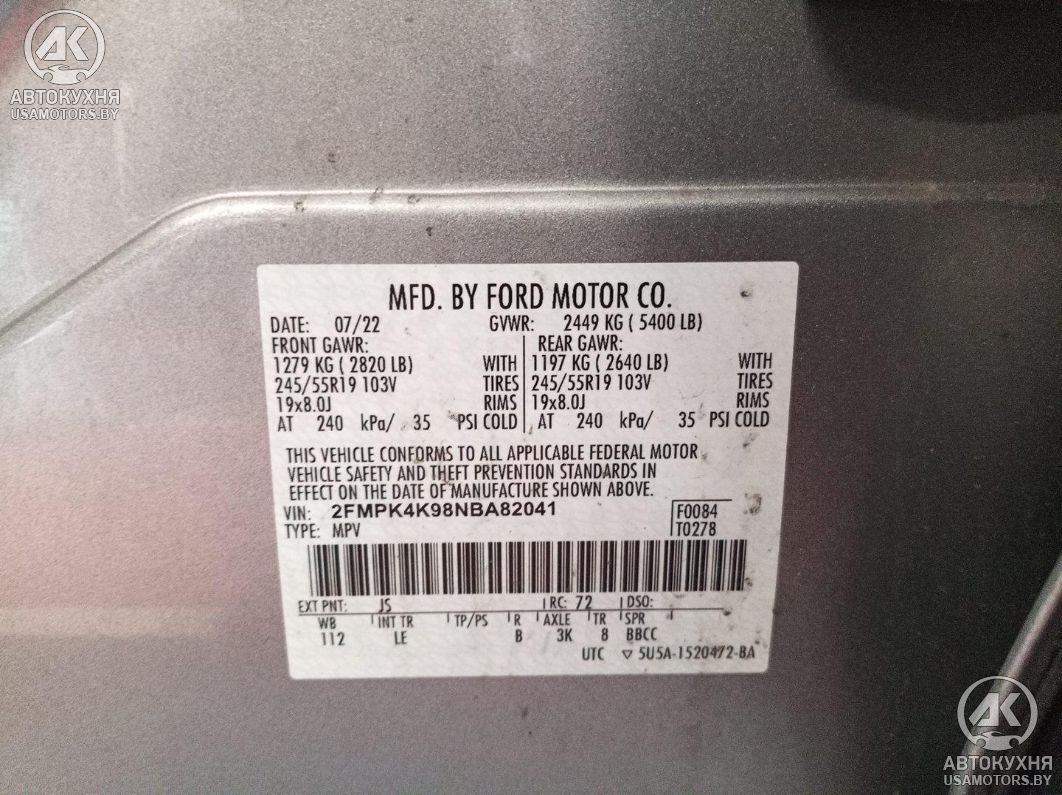 АК
АВТОКУХНЯ
USAMOTORS.BY
MFD. BY FORD MOTOR CO.
DATE: 07/22 GVWR: 2449 KG ( 5400 LB)
FRONT GAWR: REAR GAWR:
1279 KG ( 2820 LB) WITH 1197 KG ( 2640 LB) WITH
245/55R19 103V TIRES 245/55R19 103V TIRES
19x8.0J RIMS 19x8.0J RIMS
AT 240 kPa/ 35 PSI COLD AT 240 kPa/ 35 PSI COLD
THIS VEHICLE CONFORMS TO ALL APPLICABLE FEDERAL MOTOR
VEHICLE SAFETY AND THEFT PREVENTION STANDARDS IN
EFFECT ON THE DATE OF MANUFACTURE SHOWN ABOVE.
VIN: 2FMPK4K98NBA82041 F0084
TYPE: MPV T0278
EXT PNT: JS RC: 72 DSO:
WB INT TR TP/PS R AXLE TR SPR
112 LE B 3K 8 BBCC
UTC ▽ 5U5A-1520472-BA
АК
АВТОКУХНЯ
USAMOTORS.BY